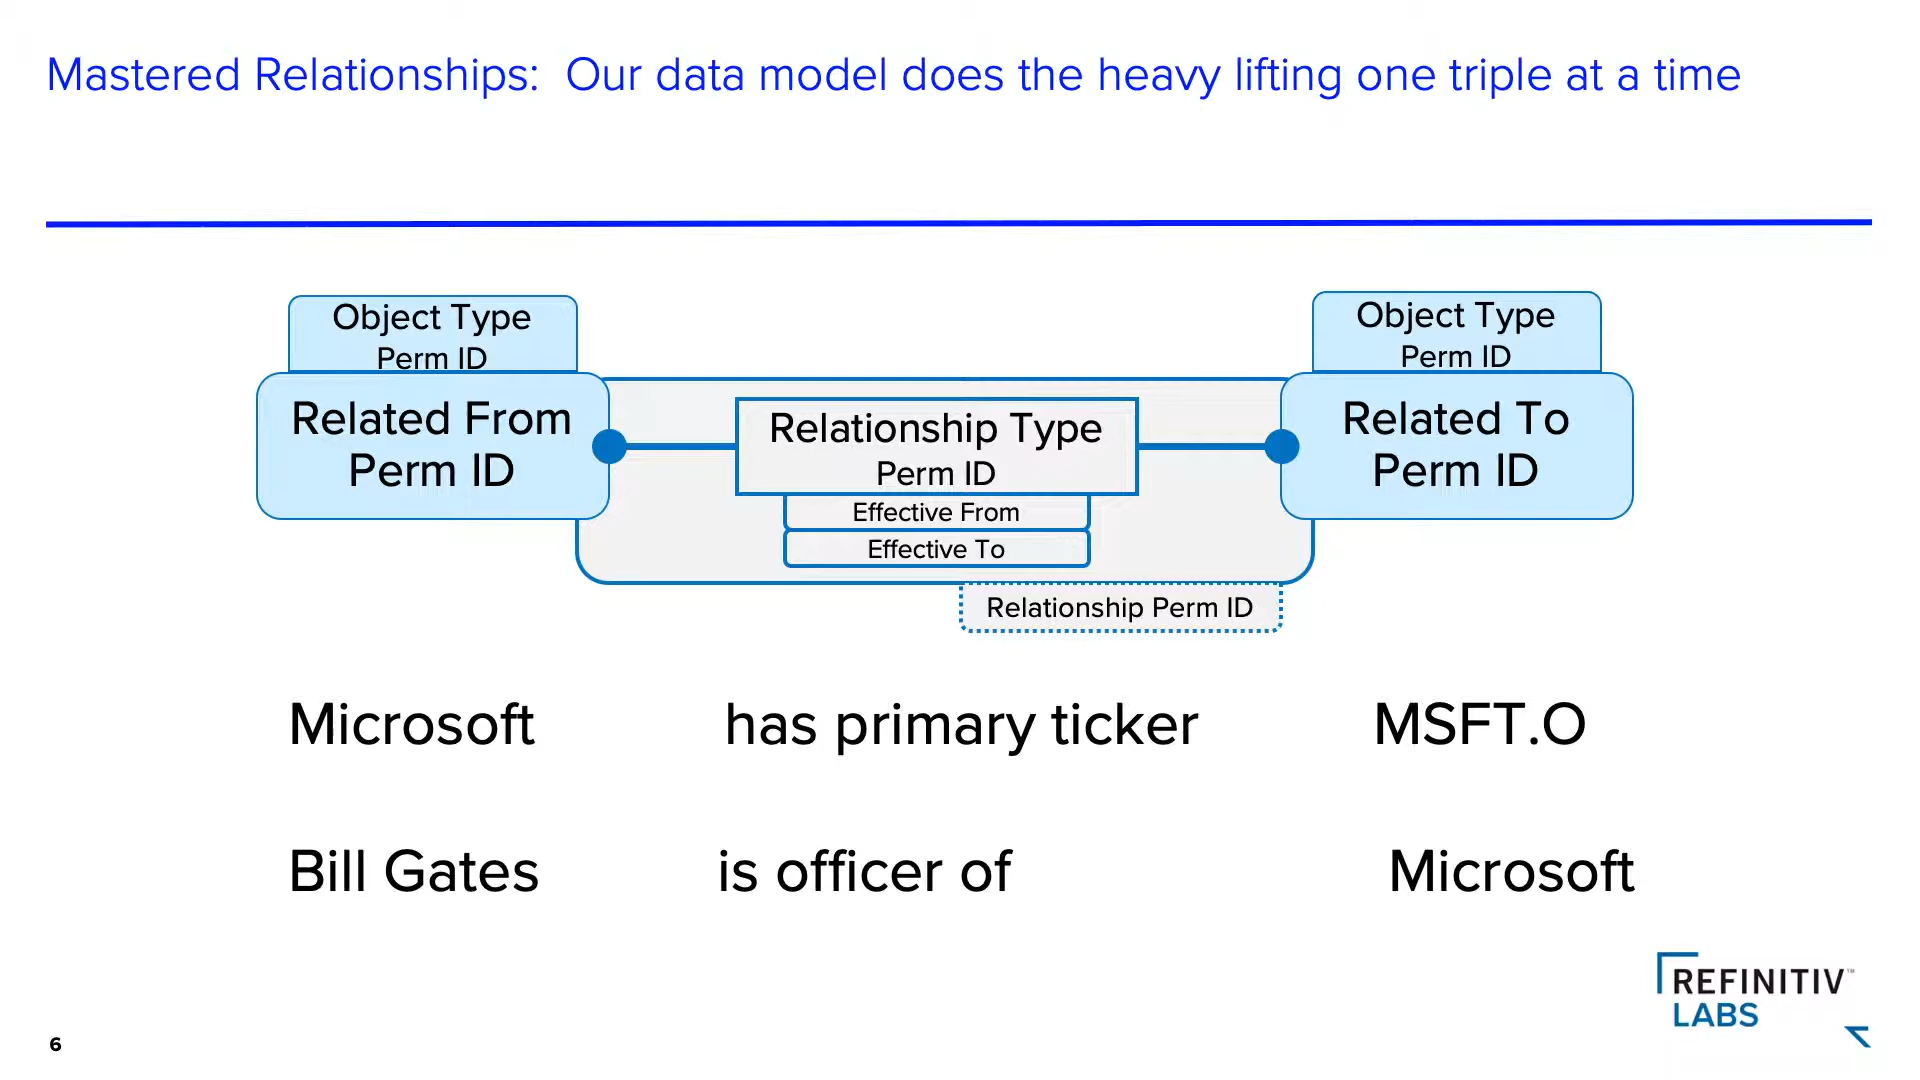 Mastered Relationships:  Our data model does the heavy lifting one triple at a time
Object Type
Perm ID
Related From
Perm ID
Relationship Type
Perm ID
Effective From
Effective To
Relationship Perm ID
Object Type
Perm ID
Related To
Perm ID
Microsoft has primary ticker MSFT.O
Bill Gates is officer of Microsoft
REFINITIV™
LABS
6